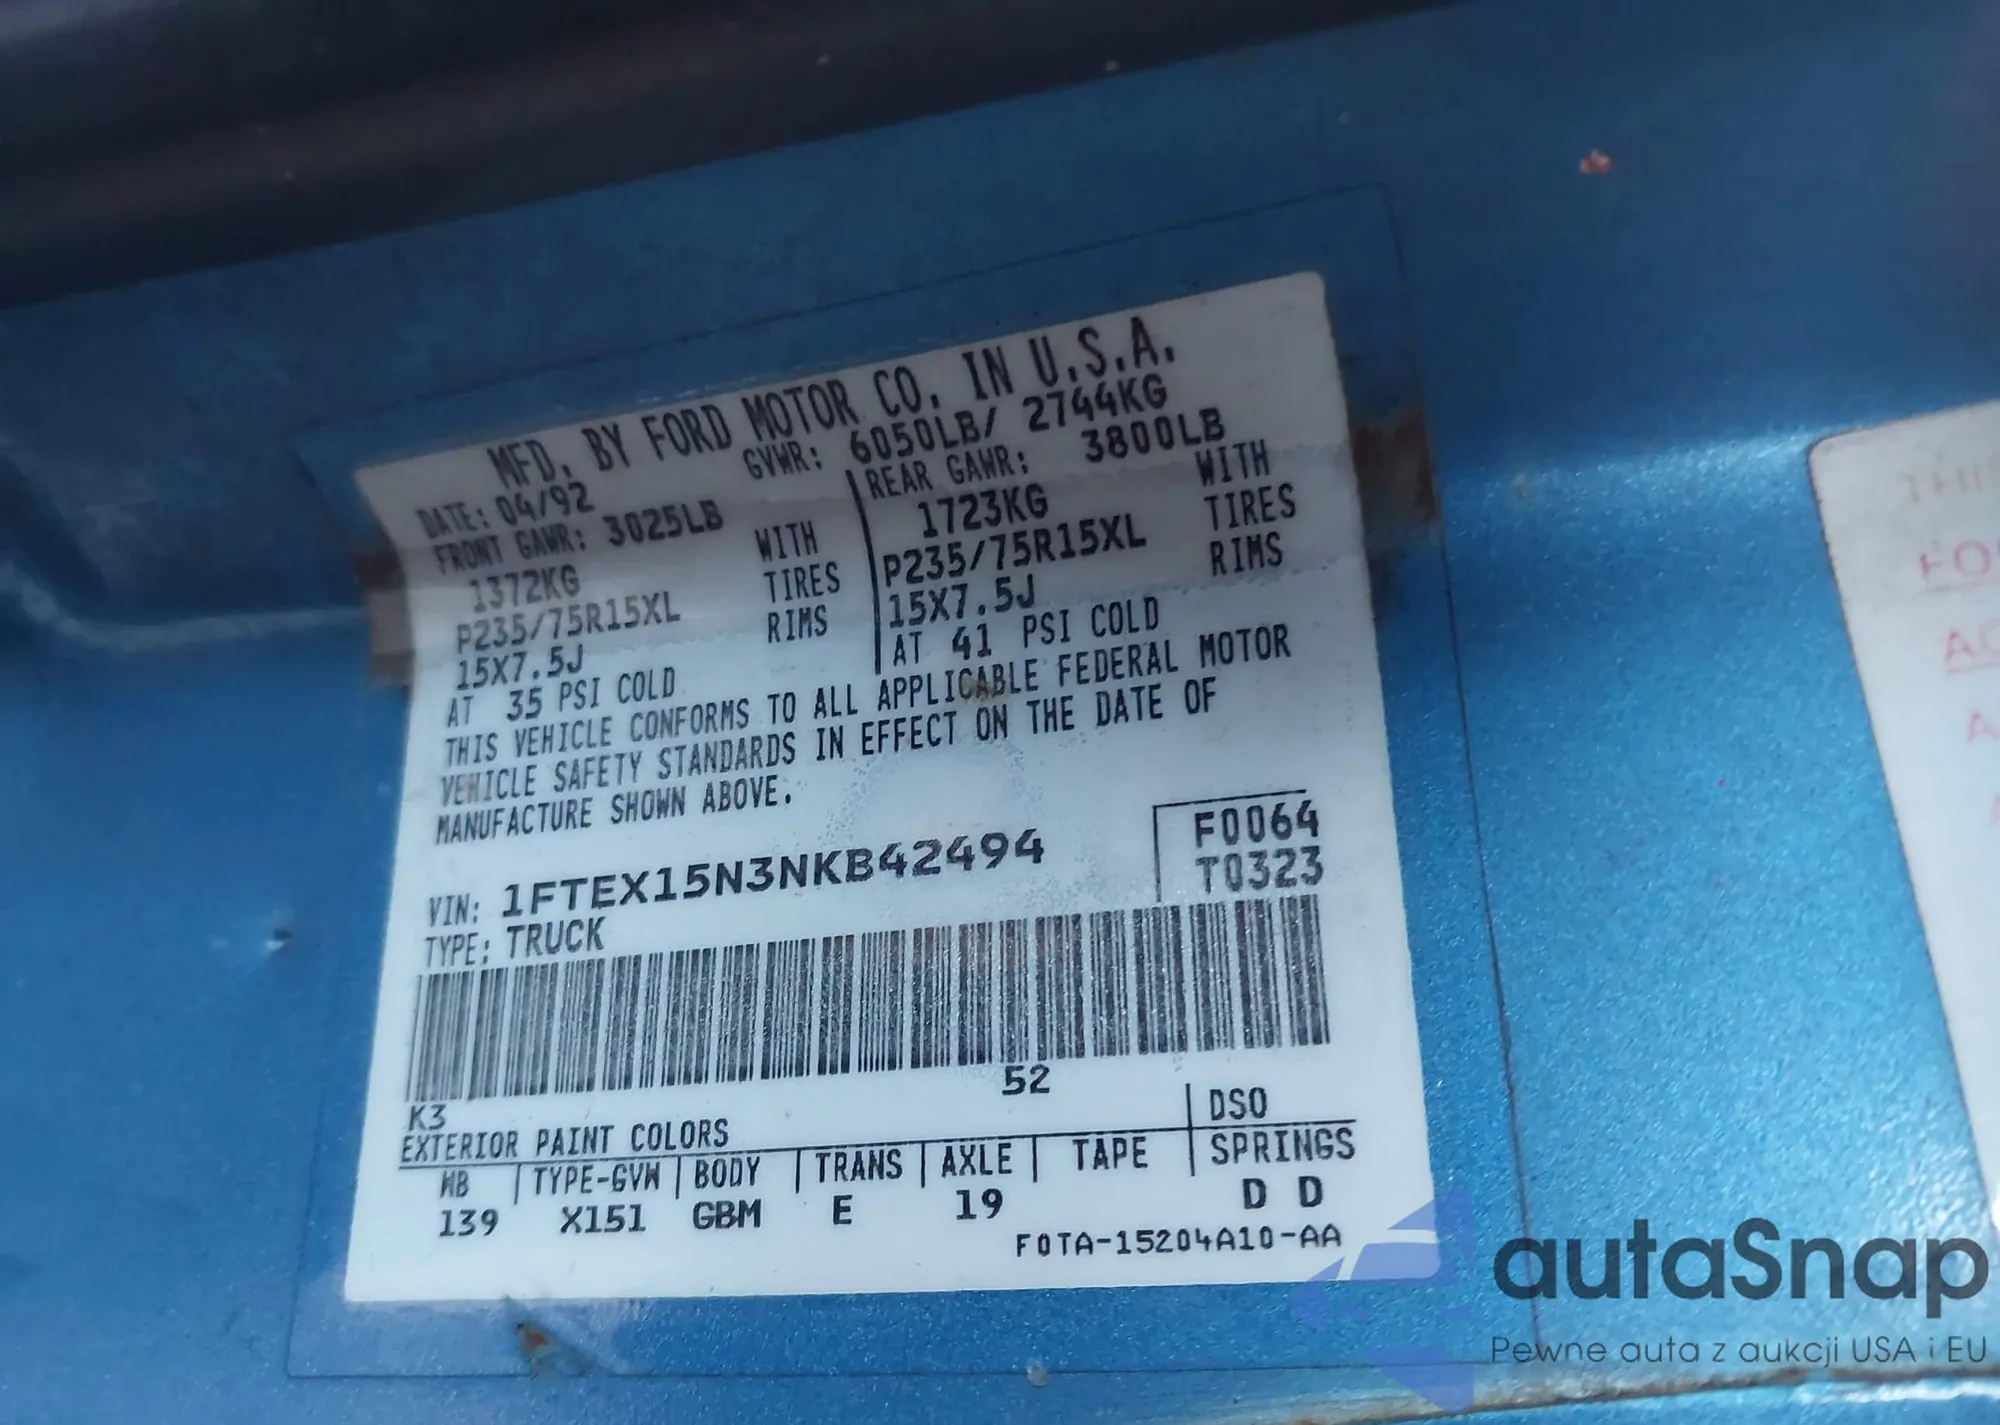 MFD. BY FORD MOTOR CO. IN U.S.A.
DATE: 04/92 GVWR: 6050LB/ 2744KG
FRONT GAWR: 3025LB REAR GAWR: 3800LB
1372KG WITH 1723KG WITH
P235/75R15XL TIRES P235/75R15XL TIRES
15X7.5J RIMS 15X7.5J RIMS
AT 35 PSI COLD AT 41 PSI COLD
THIS VEHICLE CONFORMS TO ALL APPLICABLE FEDERAL MOTOR
VEHICLE SAFETY STANDARDS IN EFFECT ON THE DATE OF
MANUFACTURE SHOWN ABOVE.
F0064
VIN: 1FTEX15N3NKB42494 T0323
TYPE: TRUCK
52
K3 DSO
EXTERIOR PAINT COLORS
WB TYPE-GVW BODY TRANS AXLE TAPE SPRINGS
139 X151 GBM E 19 D D
F0TA-15204A10-AA
autaSnap
Pewne auta z aukcji USA i EU